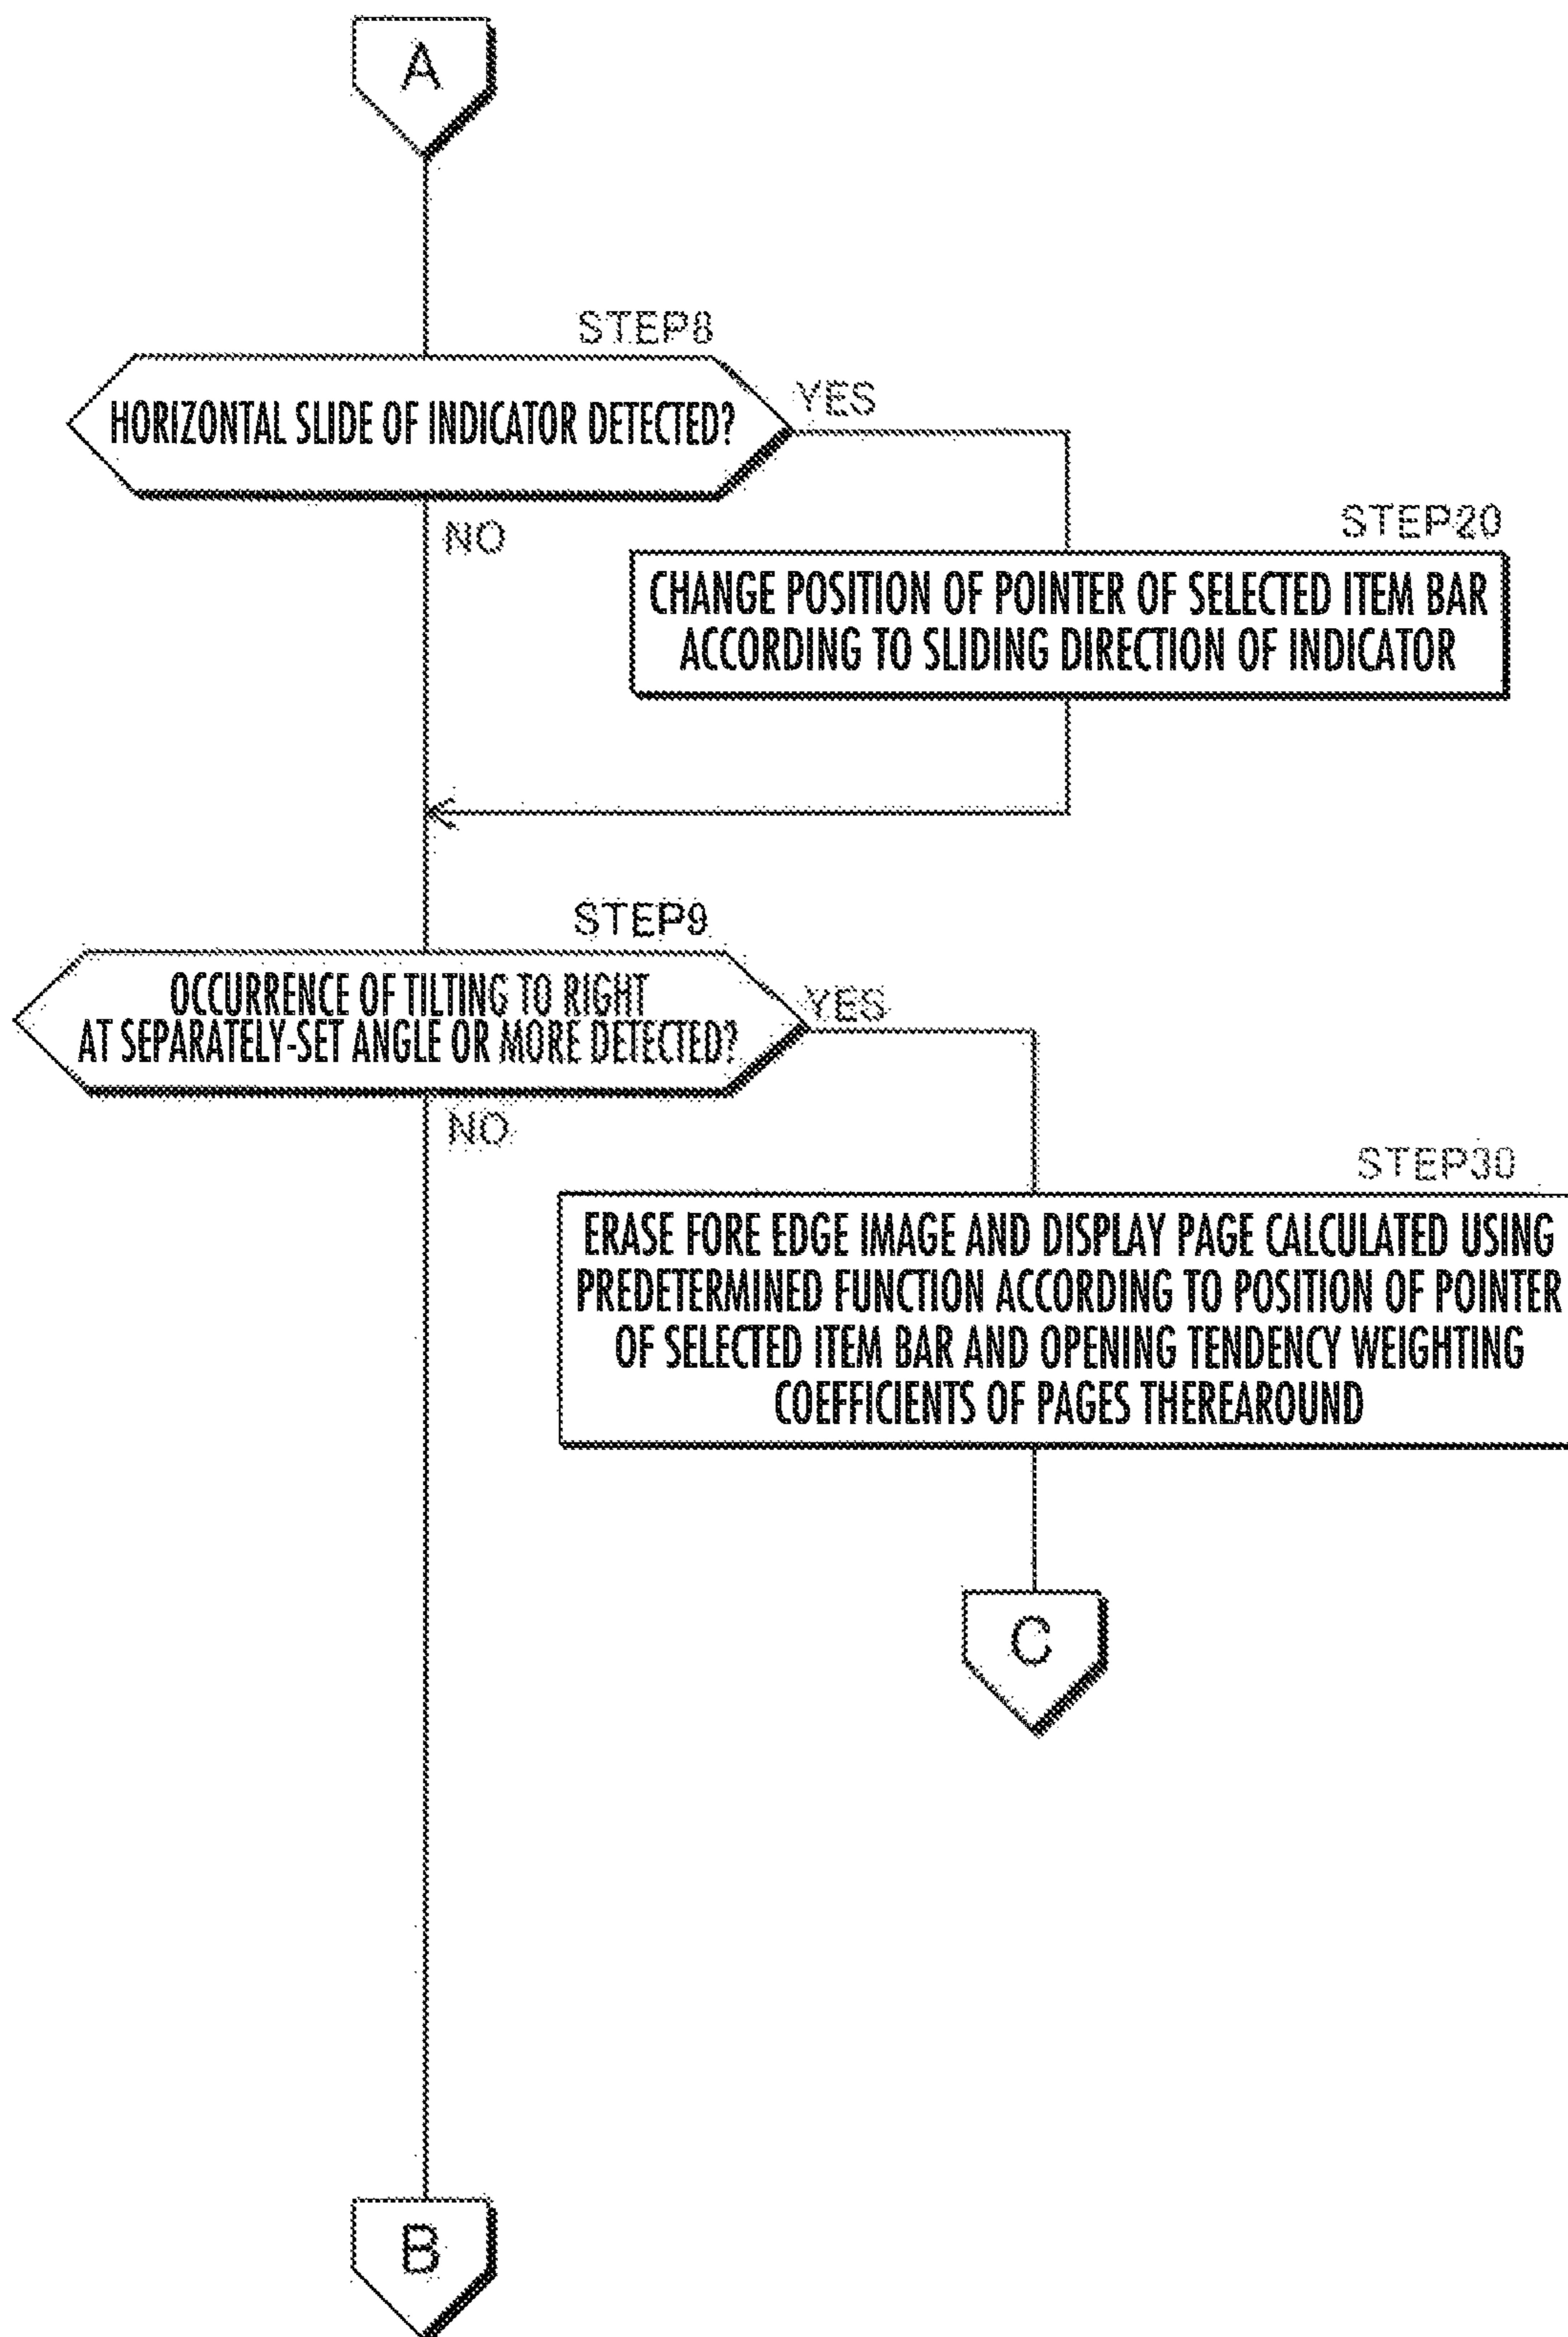 A
STEP8
HORIZONTAL SLIDE OF INDICATOR DETECTED?
YES
NO
STEP20
CHANGE POSITION OF POINTER OF SELECTED ITEM BAR
ACCORDING TO SLIDING DIRECTION OF INDICATOR
STEP9
OCCURRENCE OF TILTING TO RIGHT
AT SEPARATELY-SET ANGLE OR MORE DETECTED?
YES
NO
STEP30
ERASE FORE EDGE IMAGE AND DISPLAY PAGE CALCULATED USING
PREDETERMINED FUNCTION ACCORDING TO POSITION OF POINTER
OF SELECTED ITEM BAR AND OPENING TENDENCY WEIGHTING
COEFFICIENTS OF PAGES THEREAROUND
C
B